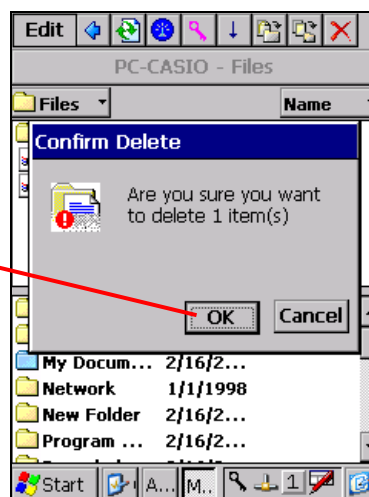 Edit
PC-CASIO - Files
Files Name
Confirm Delete
Are you sure you want
to delete 1 item(s)
OK Cancel
My Docum... 2/16/2...
Network 1/1/1998
New Folder 2/16/2...
Program ... 2/16/2...
Start A... M.. 1